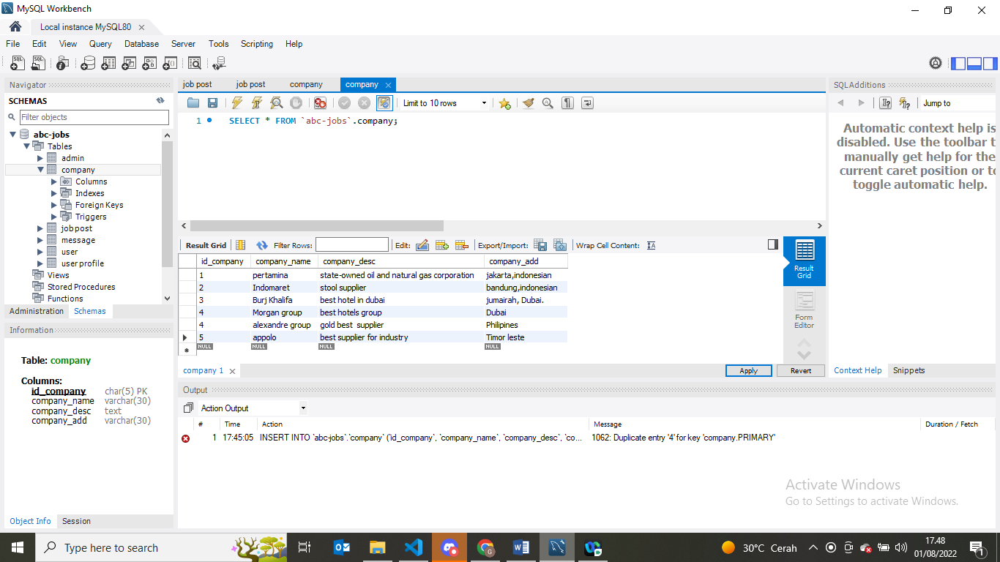 MySQL Workbench
Local instance MySQL80
File Edit View Query Database Server Tools Scripting Help
Navigator
SCHEMAS
Filter objects
abc-jobs
Tables
admin
company
Columns
Indexes
Foreign Keys
Triggers
job post
message
user
user profile
Views
Stored Procedures
Functions
Administration Schemas
Information
Table: company
Columns:
id_company char(5) PK
company_name varchar(30)
company_desc text
company_add varchar(30)
Object Info Session
job post job post company company
Limit to 10 rows
1 SELECT * FROM `abc-jobs`.company;
Result Grid Filter Rows: Edit: Export/Import: Wrap Cell Content:
id_company company_name company_desc company_add
1 pertamina state-owned oil and natural gas corporation jakarta,indonesian
2 Indomaret stool supplier bandung,indonesian
3 Burj Khalifa best hotel in dubai jumairah, Dubai.
4 Morgan group best hotels group Dubai
4 alexandre group gold best  supplier Philipines
5 appolo best supplier for industry Timor leste
NULL NULL NULL NULL
Result
Grid
Form
Editor
company 1 Apply Revert
Output
Action Output
# Time Action Message Duration / Fetch
1 17:45:05 INSERT INTO `abc-jobs`.`company` (`id_company`, `company_name`, `company_desc`, `co... 1062: Duplicate entry '4' for key 'company.PRIMARY'
SQLAdditions
Jump to
Automatic context help is
disabled. Use the toolbar t
manually get help for the
current caret position or to
toggle automatic help.
Context Help Snippets
Activate Windows
Go to Settings to activate Windows.
Type here to search
30°C Cerah
17.48
01/08/2022
1